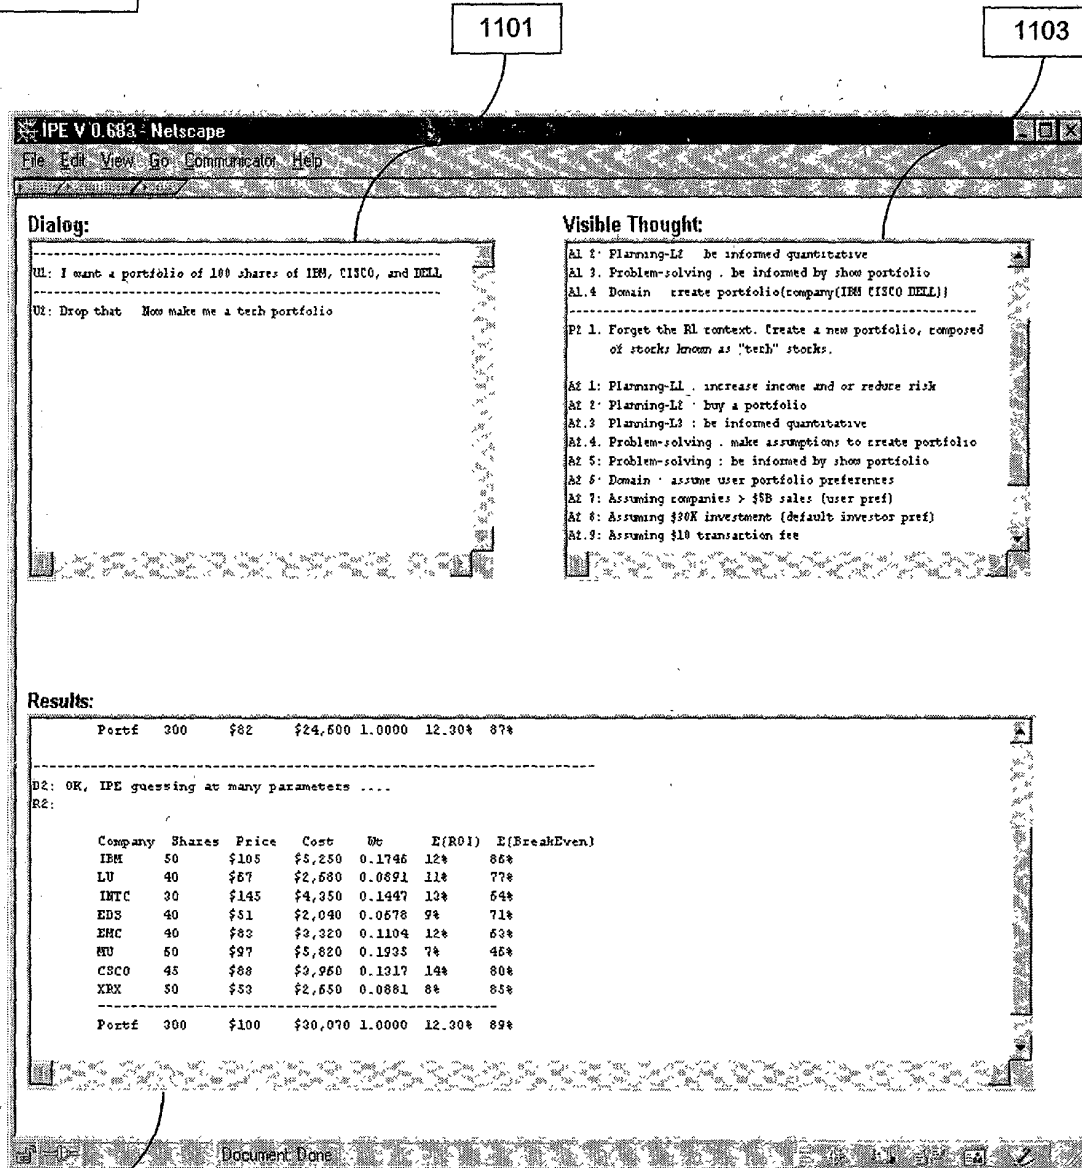 1101
1103
IPE V 0.683 - Netscape
File Edit View Go Communicator Help
Dialog:
U1: I want a portfolio of 100 shares of IBM, CISCO, and DELL
U2: Drop that Now make me a tech portfolio
Visible Thought:
A1 2: Planning-L2 be informed quantitative
A1 3. Problem-solving . be informed by show portfolio
A1.4 Domain create portfolio(company(IBM CISCO DELL))
P2 1. Forget the R1 context. Create a new portfolio, composed
of stocks known as "tech" stocks.
A2 1: Planning-L1 . increase income and or reduce risk
A2 2: Planning-L2 : buy a portfolio
A2.3 Planning-L3 : be informed quantitative
A2.4. Problem-solving . make assumptions to create portfolio
A2 5: Problem-solving : be informed by show portfolio
A2 6: Domain : assume user portfolio preferences
A2 7: Assuming companies > $5B sales (user pref)
A2 8: Assuming $30K investment (default investor pref)
A2.9: Assuming $10 transaction fee
Results:
Portf 300 $82 $24,600 1.0000 12.30% 87%
D2: OK, IPE guessing at many parameters ....
R2:
Company Shares Price Cost Wt E(ROI) E(BreakEven)
IBM 50 $105 $5,250 0.1746 12% 86%
LU 40 $67 $2,680 0.0891 11% 77%
INTC 30 $145 $4,350 0.1447 13% 64%
EDS 40 $51 $2,040 0.0678 9% 71%
EMC 40 $83 $3,320 0.1104 12% 63%
MU 60 $97 $5,820 0.1935 7% 46%
CSCO 45 $88 $3,960 0.1317 14% 80%
XRX 50 $53 $2,650 0.0881 8% 85%
Portf 300 $100 $30,070 1.0000 12.30% 89%
Document Done